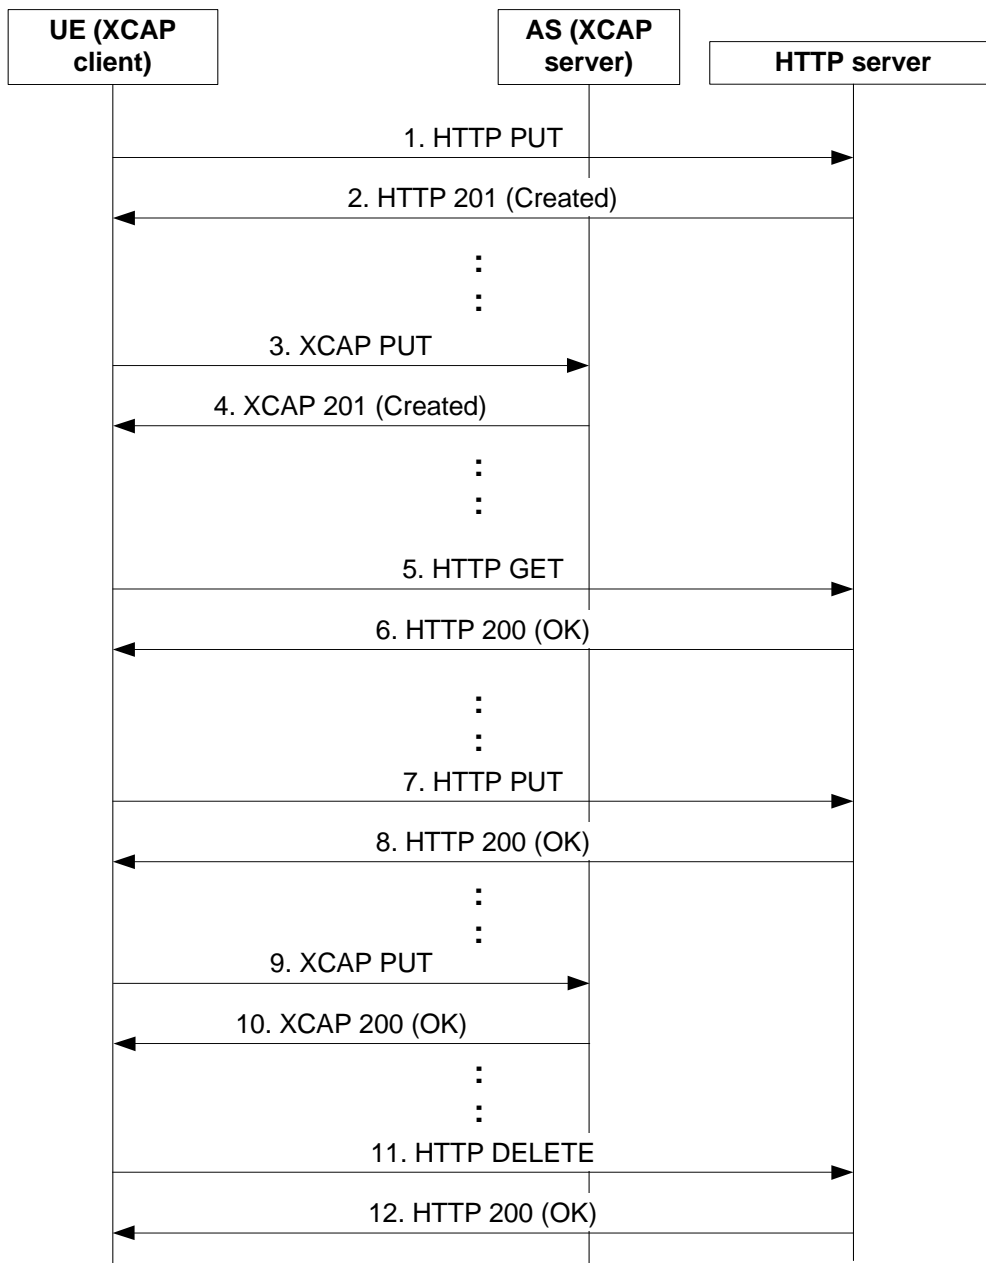 UE (XCAP
client)
AS (XCAP
server)
HTTP server
1. HTTP PUT
2. HTTP 201 (Created)
:
:
3. XCAP PUT
4. XCAP 201 (Created)
:
:
5. HTTP GET
6. HTTP 200 (OK)
:
:
7. HTTP PUT
8. HTTP 200 (OK)
:
:
9. XCAP PUT
10. XCAP 200 (OK)
:
:
11. HTTP DELETE
12. HTTP 200 (OK)